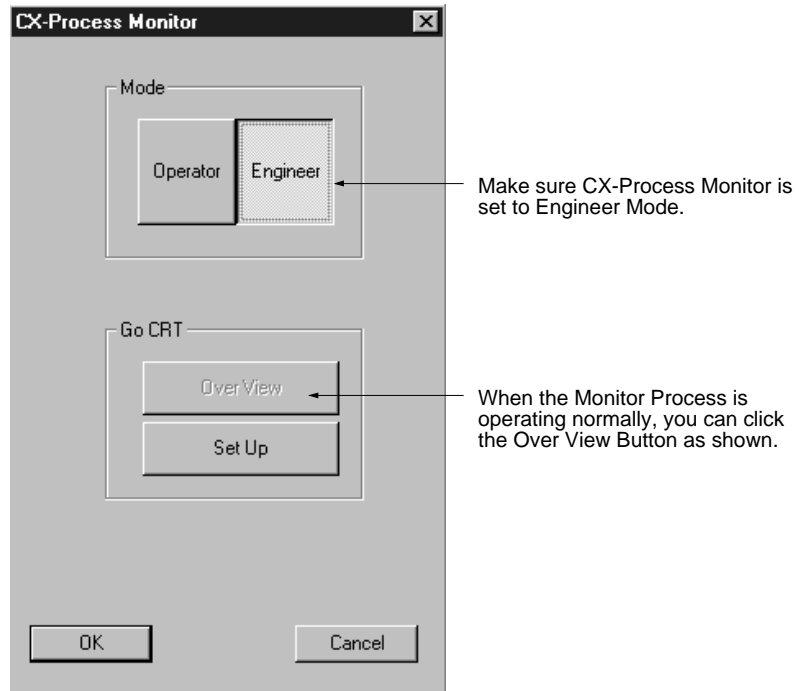 CX-Process Monitor
Mode
Operator
Engineer
Make sure CX-Process Monitor is
set to Engineer Mode.
Go CRT
Over View
When the Monitor Process is
operating normally, you can click
the Over View Button as shown.
Set Up
OK
Cancel